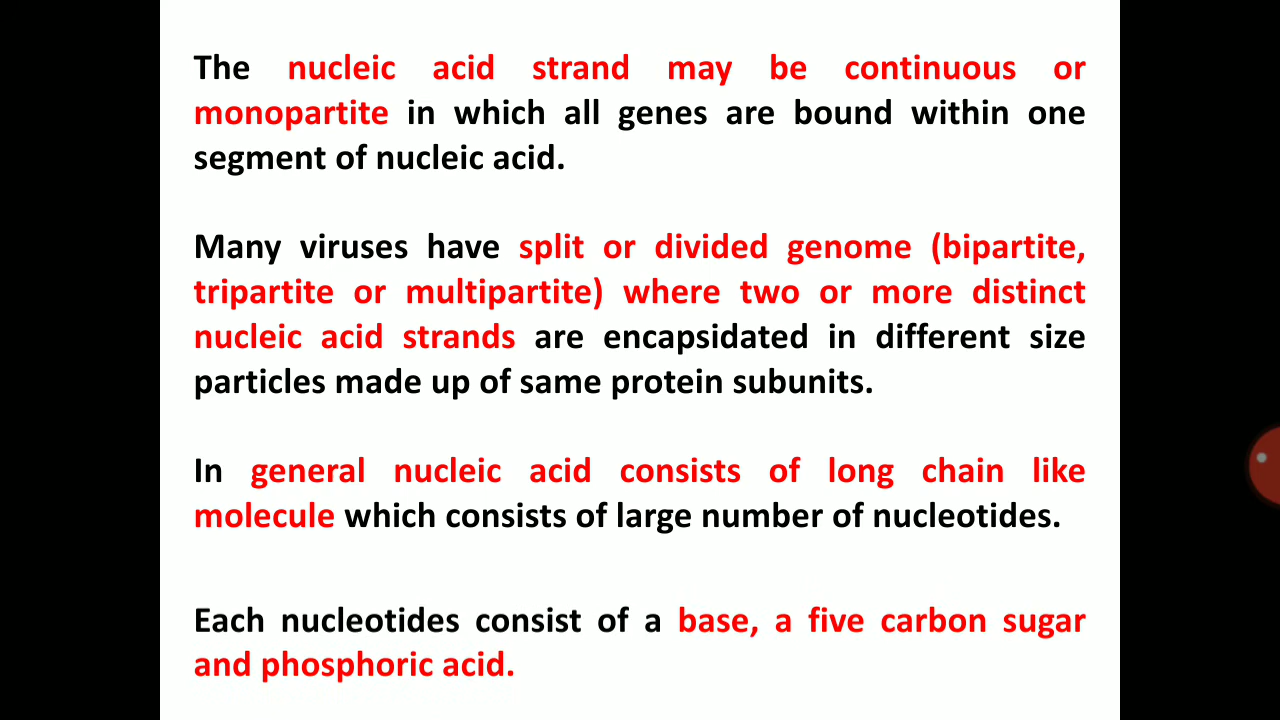 The nucleic acid strand may be continuous or
monopartite in which all genes are bound within one
segment of nucleic acid.
Many viruses have split or divided genome (bipartite,
tripartite or multipartite) where two or more distinct
nucleic acid strands are encapsidated in different size
particles made up of same protein subunits.
In general nucleic acid consists of long chain like
molecule which consists of large number of nucleotides.
Each nucleotides consist of a base, a five carbon sugar
and phosphoric acid.